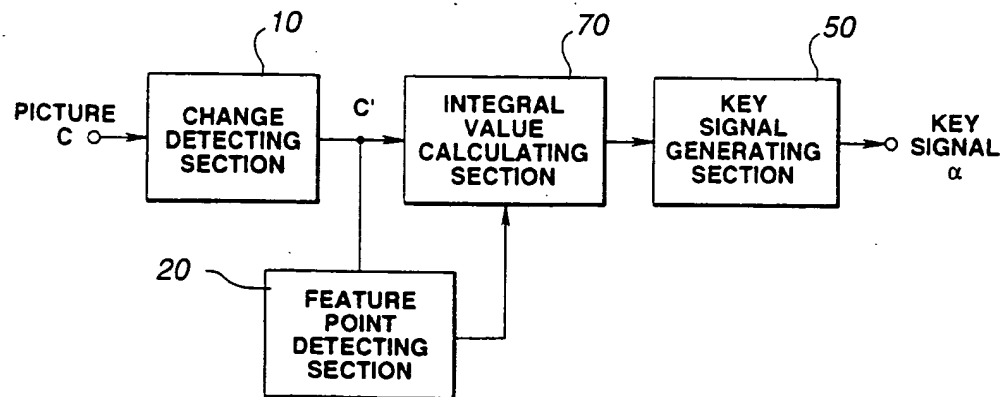 10
70
50
PICTURE
C
CHANGE
DETECTING
SECTION
C'
INTEGRAL
VALUE
CALCULATING
SECTION
KEY
SIGNAL
GENERATING
SECTION
KEY
SIGNAL
α
20
FEATURE
POINT
DETECTING
SECTION